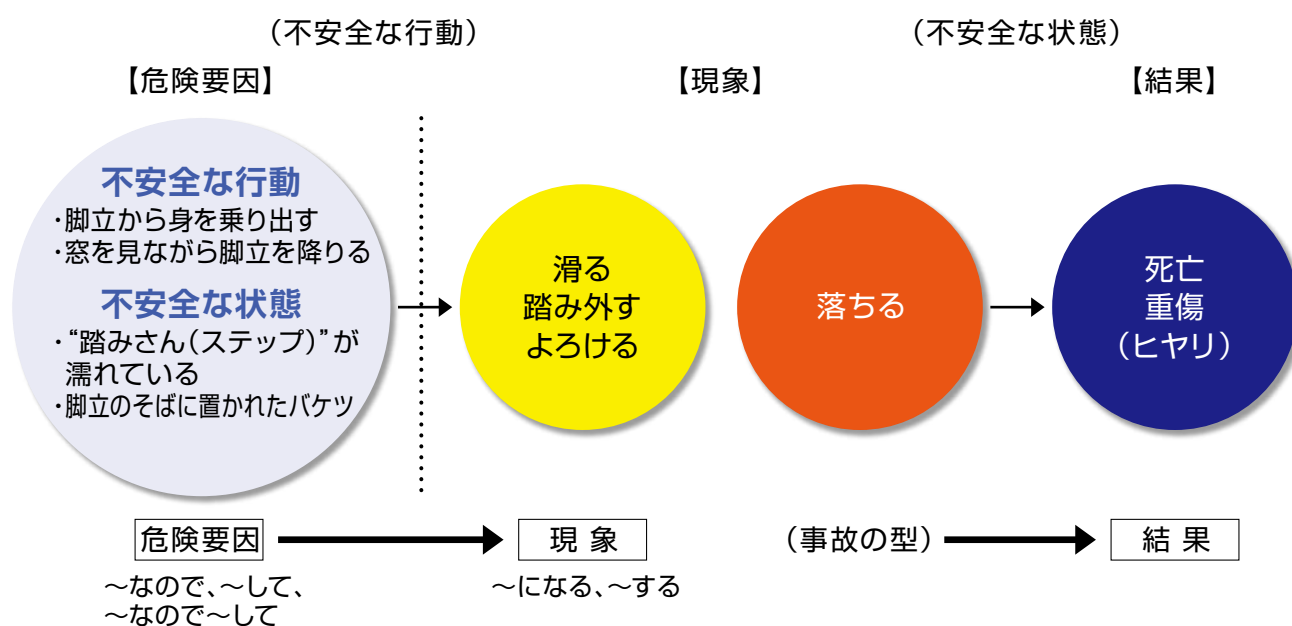 (不安全な行動)
(不安全な状態)
【危険要因】
【現象】
【結果】
不安全な行動
・脚立から身を乗り出す
・窓を見ながら脚立を降りる
不安全な状態
・“踏みさん(ステップ)”が
濡れている
・脚立のそばに置かれたバケツ
滑る
踏み外す
よろける
落ちる
死亡
重傷
(ヒヤリ)
危険要因
現 象
(事故の型)
結 果
～なので、～して、
～なので～して
～になる、～する